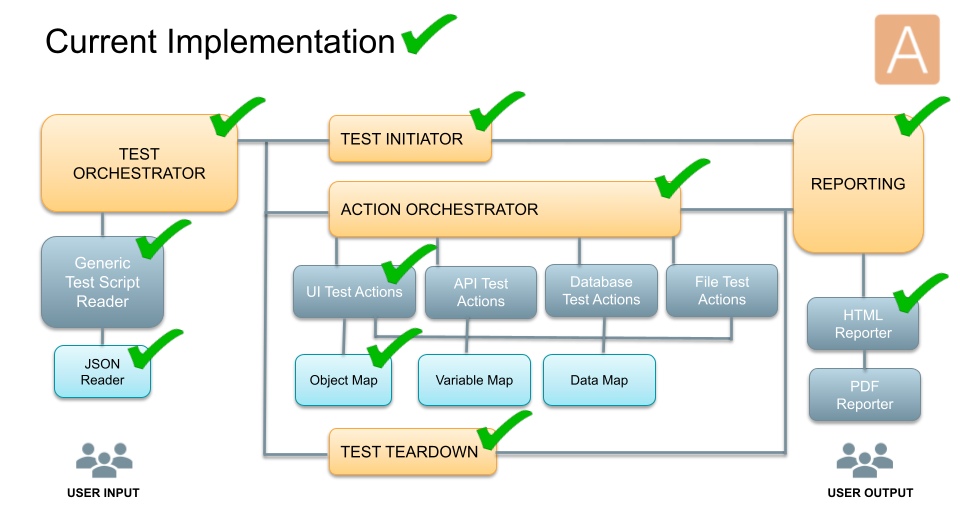 Current Implementation
A
TEST
ORCHESTRATOR
TEST INITIATOR
REPORTING
ACTION ORCHESTRATOR
Generic
Test Script
Reader
UI Test Actions
API Test
Actions
Database
Test Actions
File Test
Actions
HTML
Reporter
JSON
Reader
Object Map
Variable Map
Data Map
PDF
Reporter
TEST TEARDOWN
USER INPUT
USER OUTPUT